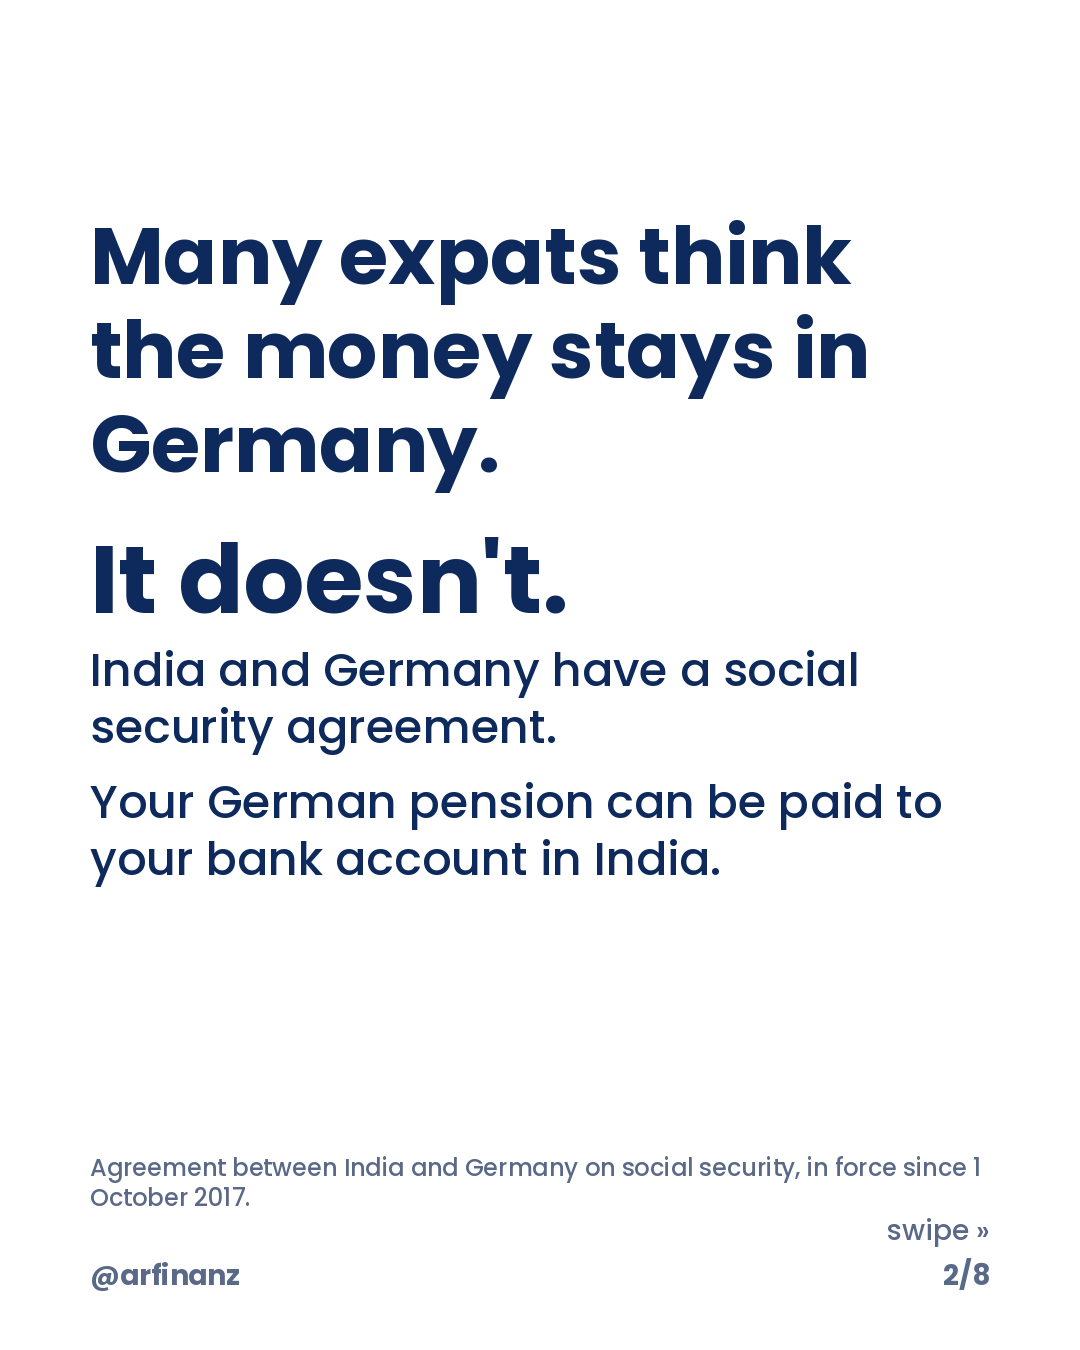 Many expats think
the money stays in
Germany.
It doesn't.
India and Germany have a social
security agreement.
Your German pension can be paid to
your bank account in India.
Agreement between India and Germany on social security, in force since 1
October 2017.
swipe »
@arfinanz
2/8